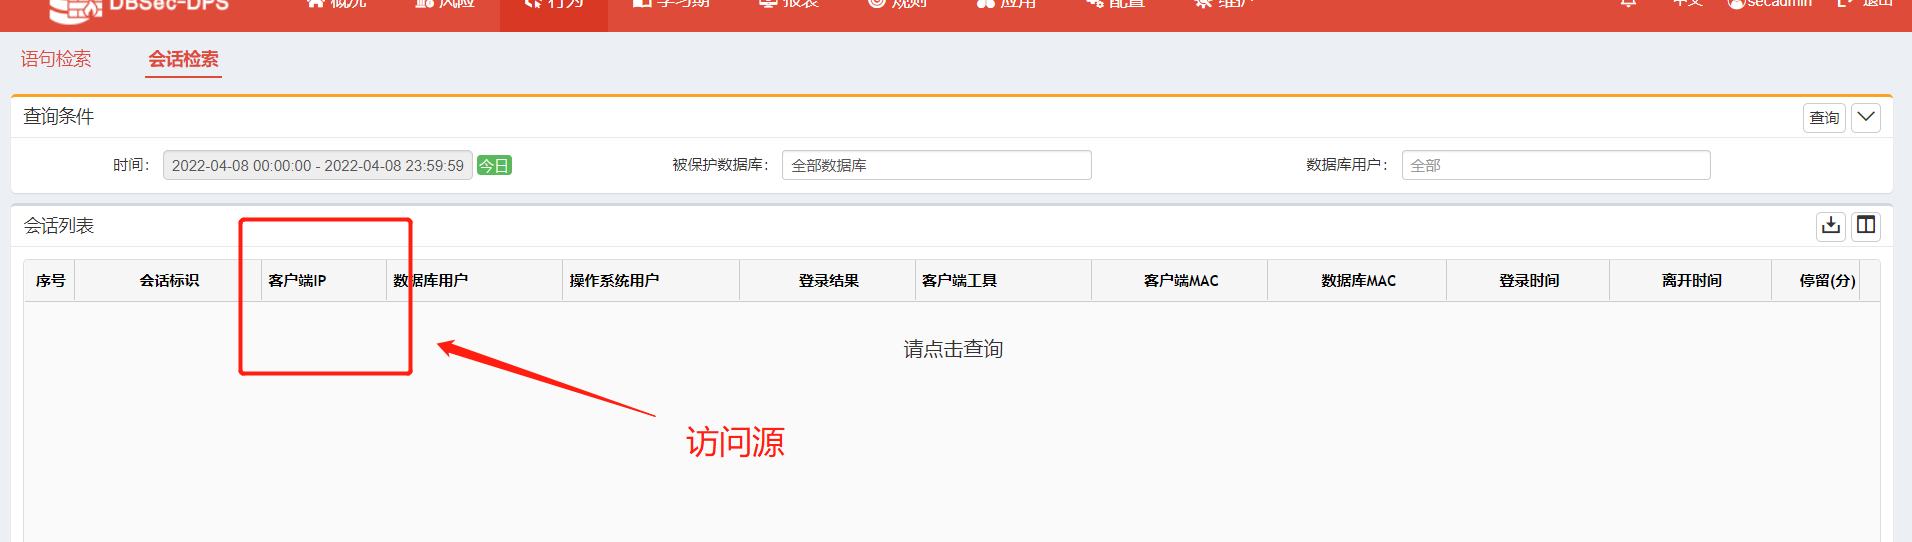 DBSec-DPS 概况 风险 行为 学习期 报表 规则 应用 配置 维护 中文 secadmin 退出
语句检索 会话检索
查询条件 查询
时间： 2022-04-08 00:00:00 - 2022-04-08 23:59:59 今日 被保护数据库： 全部数据库 数据库用户： 全部
会话列表
序号 会话标识 客户端IP 数据库用户 操作系统用户 登录结果 客户端工具 客户端MAC 数据库MAC 登录时间 离开时间 停留(分)
请点击查询
访问源